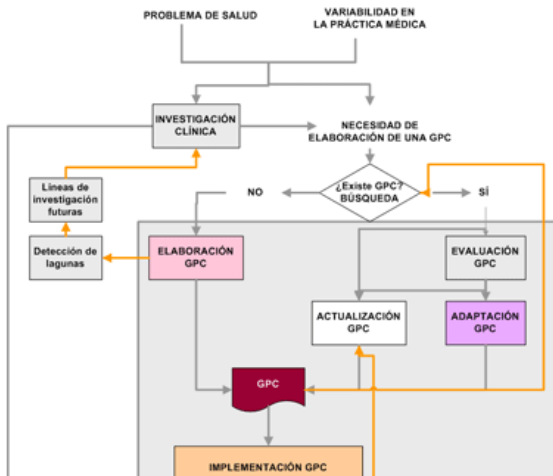 PROBLEMA DE SALUD
VARIABILIDAD EN
LA PRÁCTICA MÉDICA
INVESTIGACIÓN
CLÍNICA
NECESIDAD DE
ELABORACIÓN DE UNA GPC
Líneas de
investigación
futuras
NO
¿Existe GPC?
BÚSQUEDA
SÍ
Detección de
lagunas
ELABORACIÓN
GPC
EVALUACIÓN
GPC
ACTUALIZACIÓN
GPC
ADAPTACIÓN
GPC
GPC
IMPLEMENTACIÓN GPC